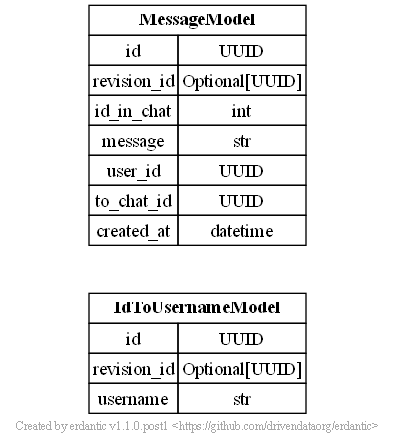 MessageModel
id UUID
revision_id Optional[UUID]
id_in_chat int
message str
user_id UUID
to_chat_id UUID
created_at datetime
IdToUsernameModel
id UUID
revision_id Optional[UUID]
username str
Created by erdantic v1.1.0.post1 <https://github.com/drivendataorg/erdantic>